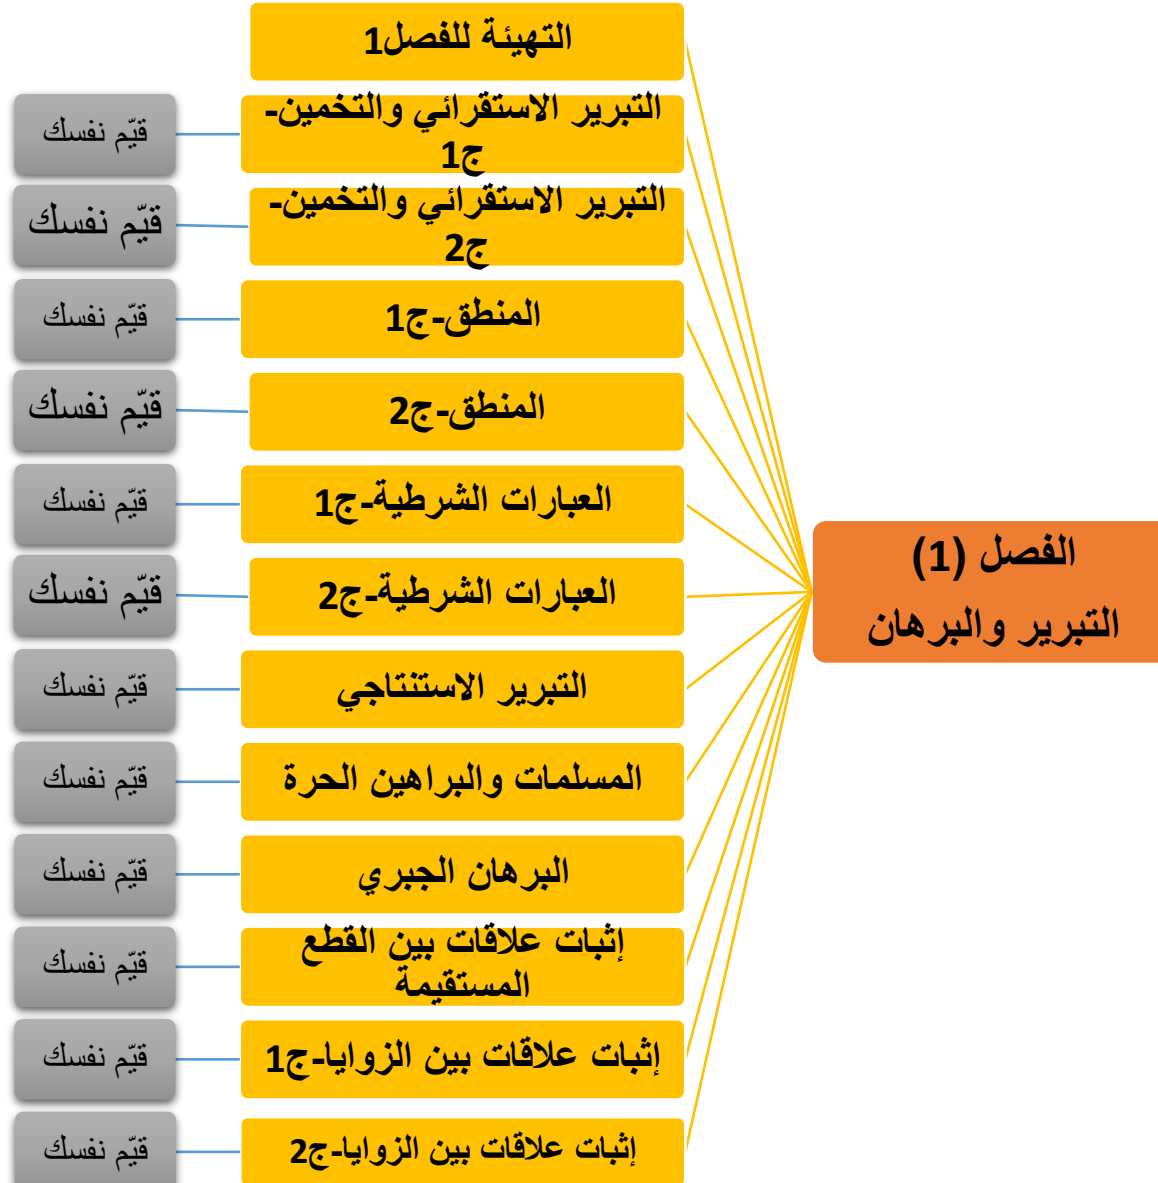 الفصل (1)
التبرير والبرهان
التهيئة للفصل1
التبرير الاستقرائي والتخمين-
ج1
قيّم نفسك
التبرير الاستقرائي والتخمين-
ج2
قيّم نفسك
المنطق-ج1
قيّم نفسك
المنطق-ج2
قيّم نفسك
العبارات الشرطية-ج1
قيّم نفسك
العبارات الشرطية-ج2
قيّم نفسك
التبرير الاستنتاجي
قيّم نفسك
المسلمات والبراهين الحرة
قيّم نفسك
البرهان الجبري
قيّم نفسك
إثبات علاقات بين القطع
المستقيمة
قيّم نفسك
إثبات علاقات بين الزوايا-ج1
قيّم نفسك
إثبات علاقات بين الزوايا-ج2
قيّم نفسك